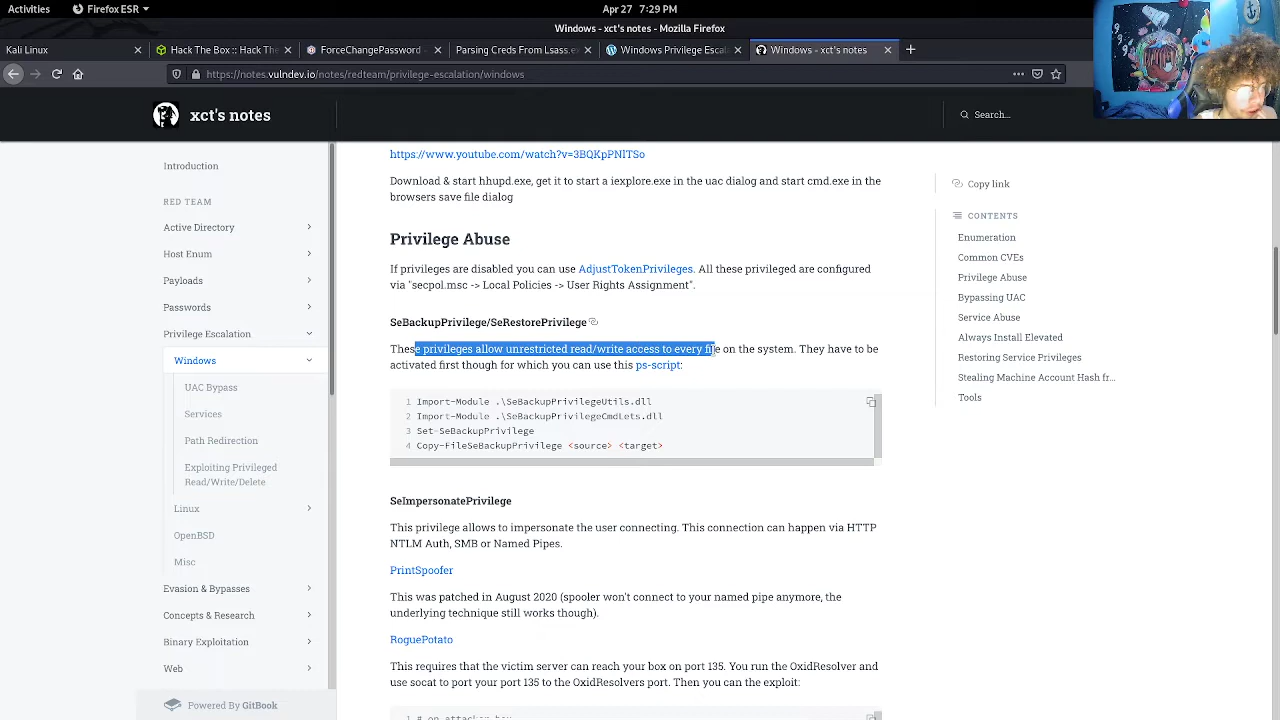 Activities
Firefox ESR
Apr 27 7:29 PM
Windows - xct's notes - Mozilla Firefox
Kali Linux
Hack The Box :: Hack The
ForceChangePassword -
Parsing Creds From Lsass.ex
Windows Privilege Escal
Windows - xct's notes
https://notes.vulndev.io/notes/redteam/privilege-escalation/windows
xct's notes
Search...
Introduction
RED TEAM
Active Directory
Host Enum
Payloads
Passwords
Privilege Escalation
Windows
UAC Bypass
Services
Path Redirection
Exploiting Privileged
Read/Write/Delete
Linux
OpenBSD
Misc
Evasion & Bypasses
Concepts & Research
Binary Exploitation
Web
Powered By GitBook
https://www.youtube.com/watch?v=3BQKpPNlTSo
Download & start hhupd.exe, get it to start a iexplore.exe in the uac dialog and start cmd.exe in the
browsers save file dialog
Privilege Abuse
If privileges are disabled you can use AdjustTokenPrivileges. All these privileged are configured
via "secpol.msc -> Local Policies -> User Rights Assignment".
SeBackupPrivilege/SeRestorePrivilege
These privileges allow unrestricted read/write access to every file on the system. They have to be
activated first though for which you can use this ps-script:
1 Import-Module .\SeBackupPrivilegeUtils.dll
2 Import-Module .\SeBackupPrivilegeCmdLets.dll
3 Set-SeBackupPrivilege
4 Copy-FileSeBackupPrivilege <source> <target>
SeImpersonatePrivilege
This privilege allows to impersonate the user connecting. This connection can happen via HTTP
NTLM Auth, SMB or Named Pipes.
PrintSpoofer
This was patched in August 2020 (spooler won't connect to your named pipe anymore, the
underlying technique still works though).
RoguePotato
This requires that the victim server can reach your box on port 135. You run the OxidResolver and
use socat to port your port 135 to the OxidResolvers port. Then you can the exploit:
1 # on attacker box
Copy link
CONTENTS
Enumeration
Common CVEs
Privilege Abuse
Bypassing UAC
Service Abuse
Always Install Elevated
Restoring Service Privileges
Stealing Machine Account Hash fr...
Tools